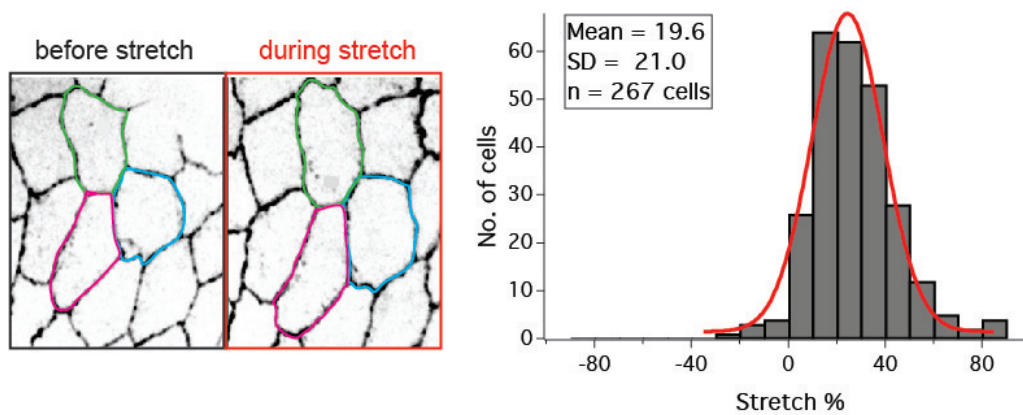 before stretch
during stretch
Mean = 19.6
SD =  21.0
n = 267 cells
No. of cells
60
50
40
30
20
10
0
-80
-40
0
40
80
Stretch %